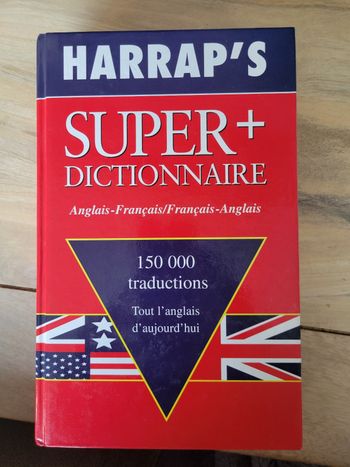 HARRAP'S
SUPER+
DICTIONNAIRE
Anglais-Français/Français-Anglais
150 000
traductions
Tout l'anglais
d'aujourd'hui